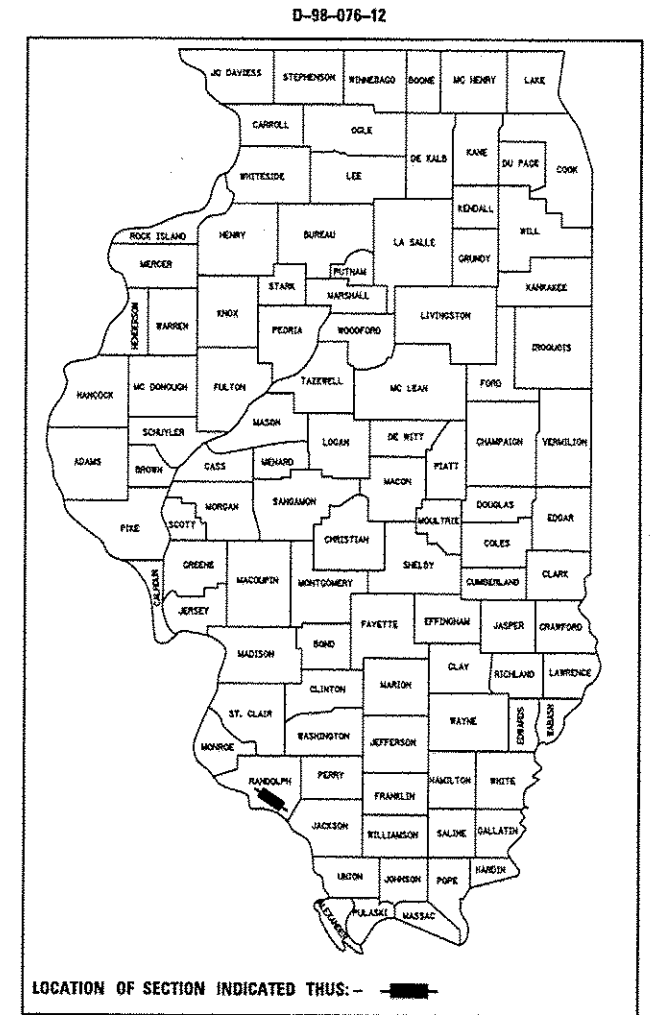 D-98-076-12
JO DAVIESS STEPHENSON WINNEBAGO BOONE MC HENRY LAKE
CARROLL OGLE
DE KALB KANE DU PAGE COOK
WHITESIDE LEE
KENDALL
ROCK ISLAND HENRY BUREAU LA SALLE WILL
MERCER PUTNAM GRUNDY
STARK MARSHALL KANKAKEE
HENDERSON WARREN KNOX PEORIA WOODFORD LIVINGSTON
IROQUOIS
HANCOCK MC DONOUGH FULTON TAZEWELL MC LEAN FORD
MASON
SCHUYLER LOGAN DE WITT CHAMPAIGN VERMILION
ADAMS BROWN CASS MENARD PIATT
MACON
PIKE SCOTT MORGAN SANGAMON DOUGLAS EDGAR
MOULTRIE
CHRISTIAN COLES
CALHOUN GREENE MACOUPIN MONTGOMERY SHELBY
CUMBERLAND CLARK
JERSEY
FAYETTE EFFINGHAM JASPER CRAWFORD
MADISON BOND
CLAY RICHLAND LAWRENCE
CLINTON MARION
ST. CLAIR WAYNE EDWARDS WABASH
MONROE WASHINGTON JEFFERSON
RANDOLPH PERRY HAMILTON WHITE
FRANKLIN
JACKSON WILLIAMSON SALINE GALLATIN
UNION JOHNSON POPE HARDIN
ALEXANDER PULASKI MASSAC
LOCATION OF SECTION INDICATED THUS:-